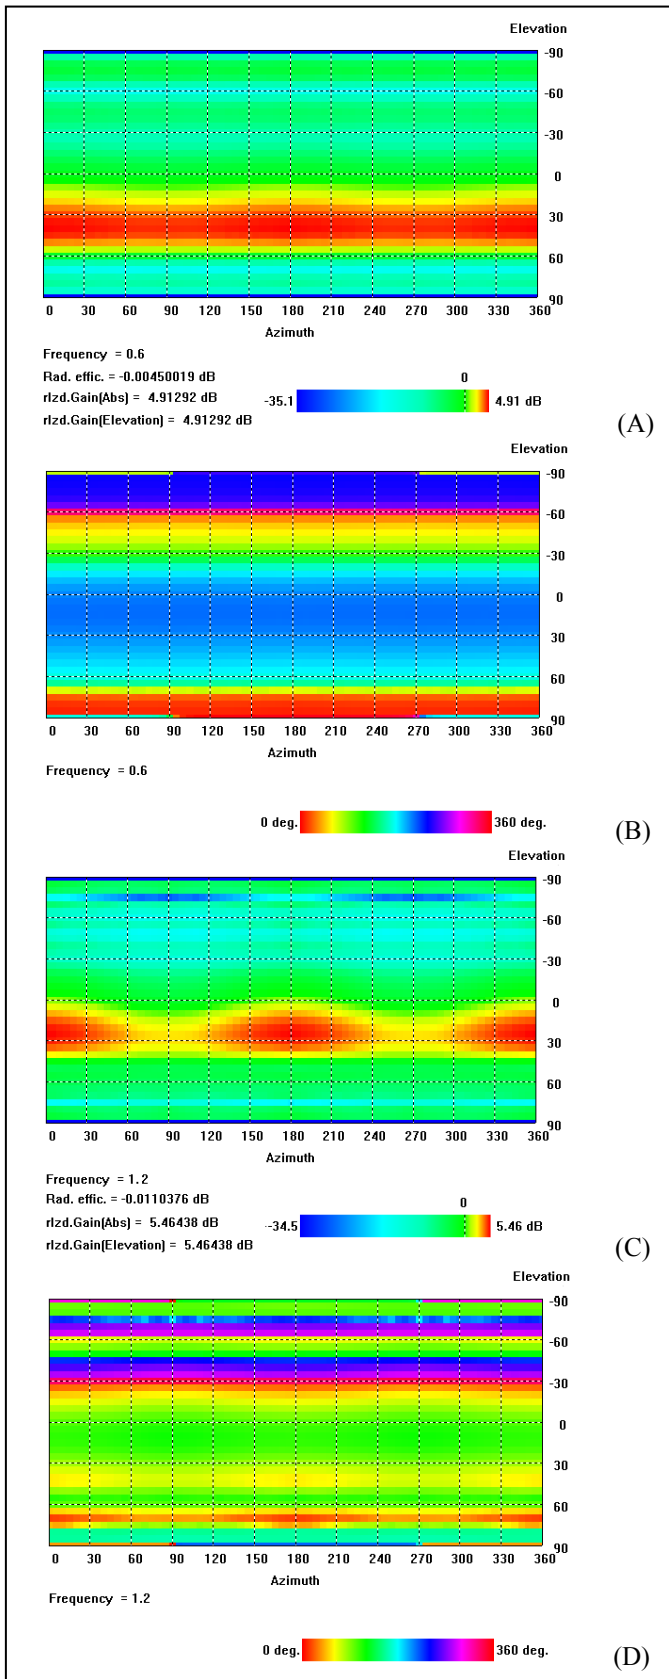 Elevation
-90
-60
-30
0
30
60
90
0 30 60 90 120 150 180 210 240 270 300 330 360
Azimuth
Frequency = 0.6
Rad. effic. = -0.00450019 dB
rlzd.Gain(Abs) = 4.91292 dB
rlzd.Gain(Elevation) = 4.91292 dB
0
-35.1 4.91 dB
(A)
Elevation
-90
-60
-30
0
30
60
90
0 30 60 90 120 150 180 210 240 270 300 330 360
Azimuth
Frequency = 0.6
0 deg. 360 deg.
(B)
Elevation
-90
-60
-30
0
30
60
90
0 30 60 90 120 150 180 210 240 270 300 330 360
Azimuth
Frequency = 1.2
Rad. effic. = -0.0110376 dB
rlzd.Gain(Abs) = 5.46438 dB
rlzd.Gain(Elevation) = 5.46438 dB
0
-34.5 5.46 dB
(C)
Elevation
-90
-60
-30
0
30
60
90
0 30 60 90 120 150 180 210 240 270 300 330 360
Azimuth
Frequency = 1.2
0 deg. 360 deg.
(D)